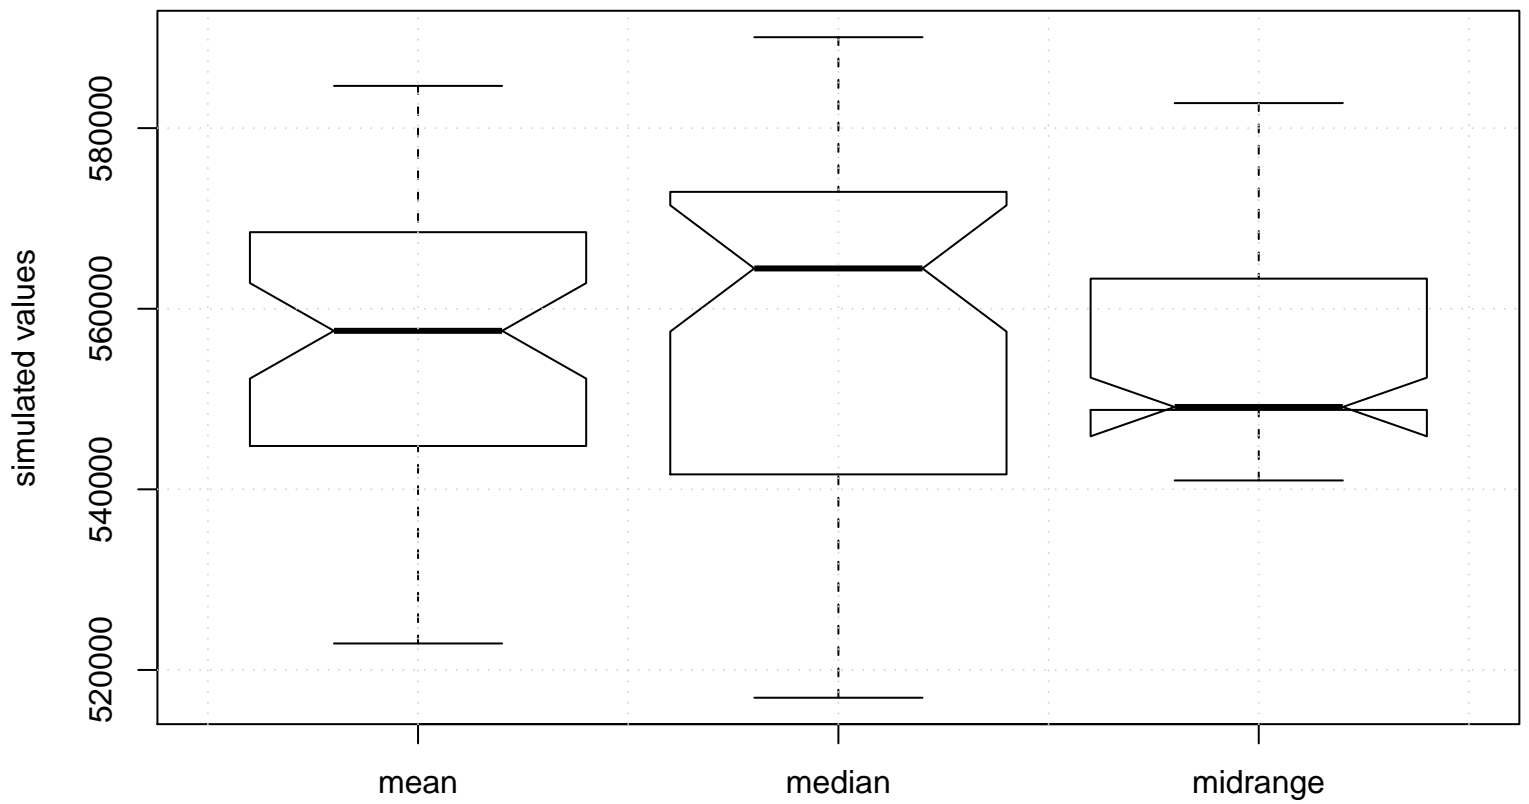 simulated values
580000
560000
540000
520000
mean
median
midrange